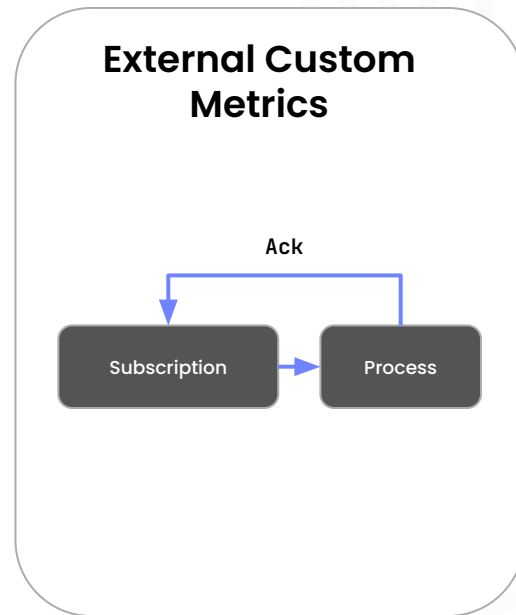 External Custom
Metrics
Ack
Subscription
Process